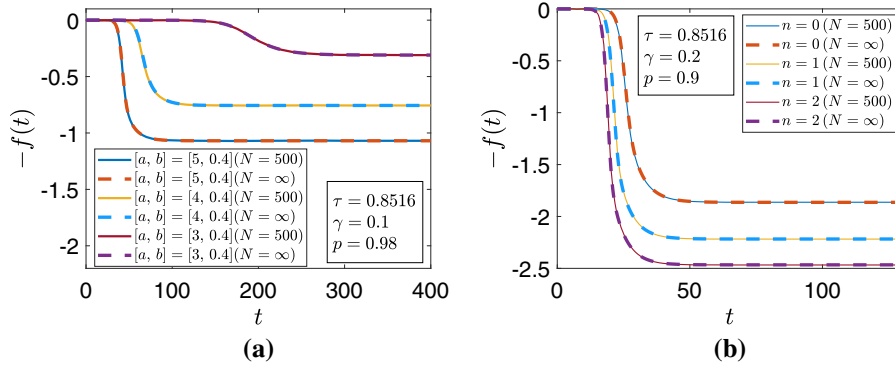 0
-0.5
-1
-1.5
-2
−f(t)
[a, b] = [5, 0.4](N = 500)
[a, b] = [5, 0.4](N = ∞)
[a, b] = [4, 0.4](N = 500)
[a, b] = [4, 0.4](N = ∞)
[a, b] = [3, 0.4](N = 500)
[a, b] = [3, 0.4](N = ∞)
τ = 0.8516
γ = 0.1
p = 0.98
0 100 200 300 400
t
(a)
0
-0.5
-1
-1.5
-2
-2.5
−f(t)
τ = 0.8516
γ = 0.2
p = 0.9
n = 0 (N = 500)
n = 0 (N = ∞)
n = 1 (N = 500)
n = 1 (N = ∞)
n = 2 (N = 500)
n = 2 (N = ∞)
0 50 100
t
(b)